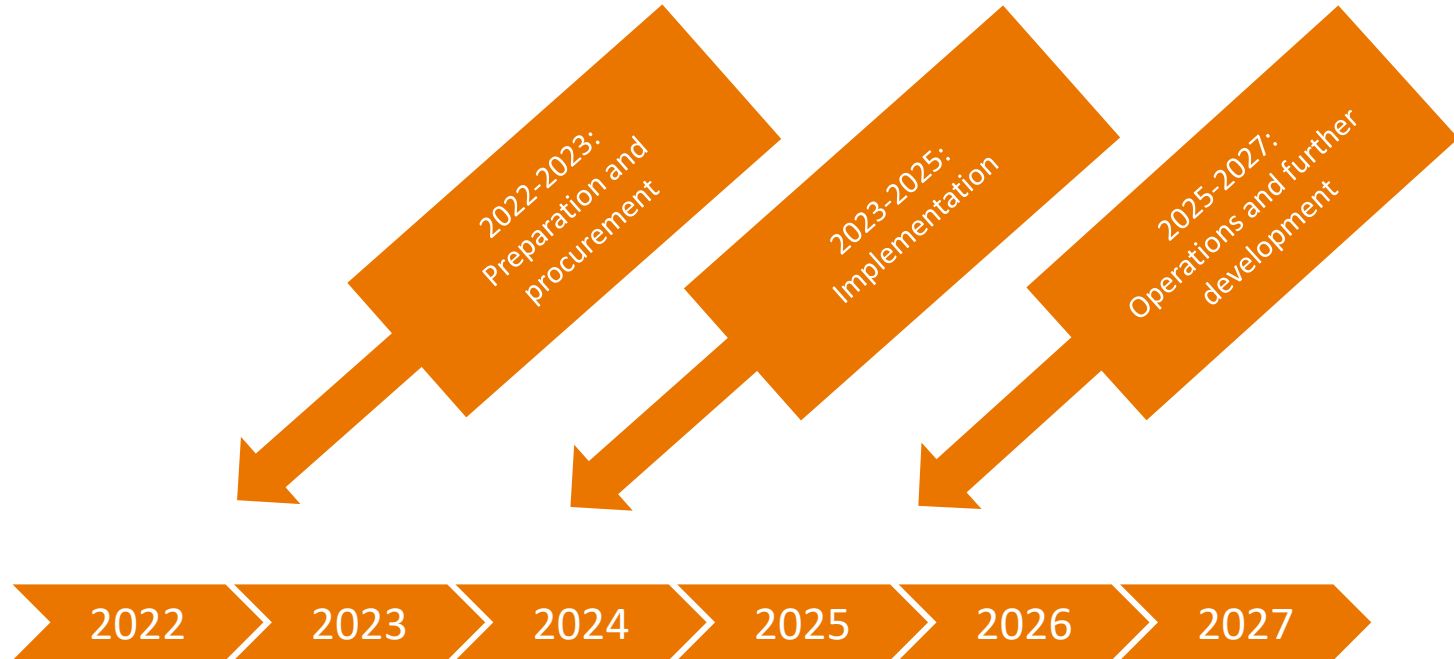 2022-2023:
Preparation and
procurement
2023-2025:
Implementation
2025-2027:
Operations and further
development
2022
2023
2024
2025
2026
2027